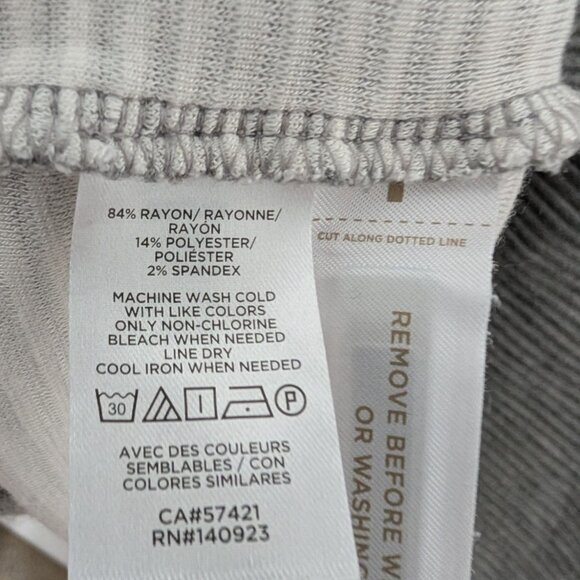 84% RAYON/ RAYONNE/
RAYÓN
14% POLYESTER/
POLIÉSTER
2% SPANDEX
MACHINE WASH COLD
WITH LIKE COLORS
ONLY NON-CHLORINE
BLEACH WHEN NEEDED
LINE DRY
COOL IRON WHEN NEEDED
30
P
AVEC DES COULEURS
SEMBLABLES / CON
COLORES SIMILARES
CA#57421
RN#140923
CUT ALONG DOTTED LINE
REMOVE BEFORE W
OR WASHING